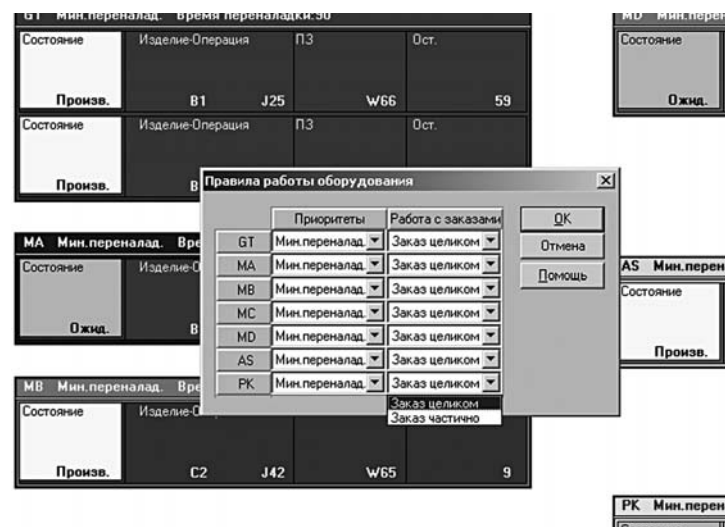 GT Мин.переналад. Время переналадки:30
MD Мин.перен
Состояние Изделие-Операция ПЗ Ост.
Состояние
Произв. B1 J25 W66 59
Ожид.
Состояние Изделие-Операция ПЗ Ост.
Произв. B
Правила работы оборудования
Приоритеты Работа с заказами
OK
Отмена
Помощь
GT Мин.переналад. Заказ целиком
MA Мин.переналад. Заказ целиком
MB Мин.переналад. Заказ целиком
MC Мин.переналад. Заказ целиком
MD Мин.переналад. Заказ целиком
AS Мин.переналад. Заказ целиком
PK Мин.переналад. Заказ целиком
Заказ целиком
Заказ частично
MA Мин.переналад. Вре
Состояние Изделие-О
Ожид. B
AS Мин.перен
Состояние
Произв.
MB Мин.переналад. Вре
Состояние Изделие-О
Произв. C2 J42 W65 9
PK Мин.перен